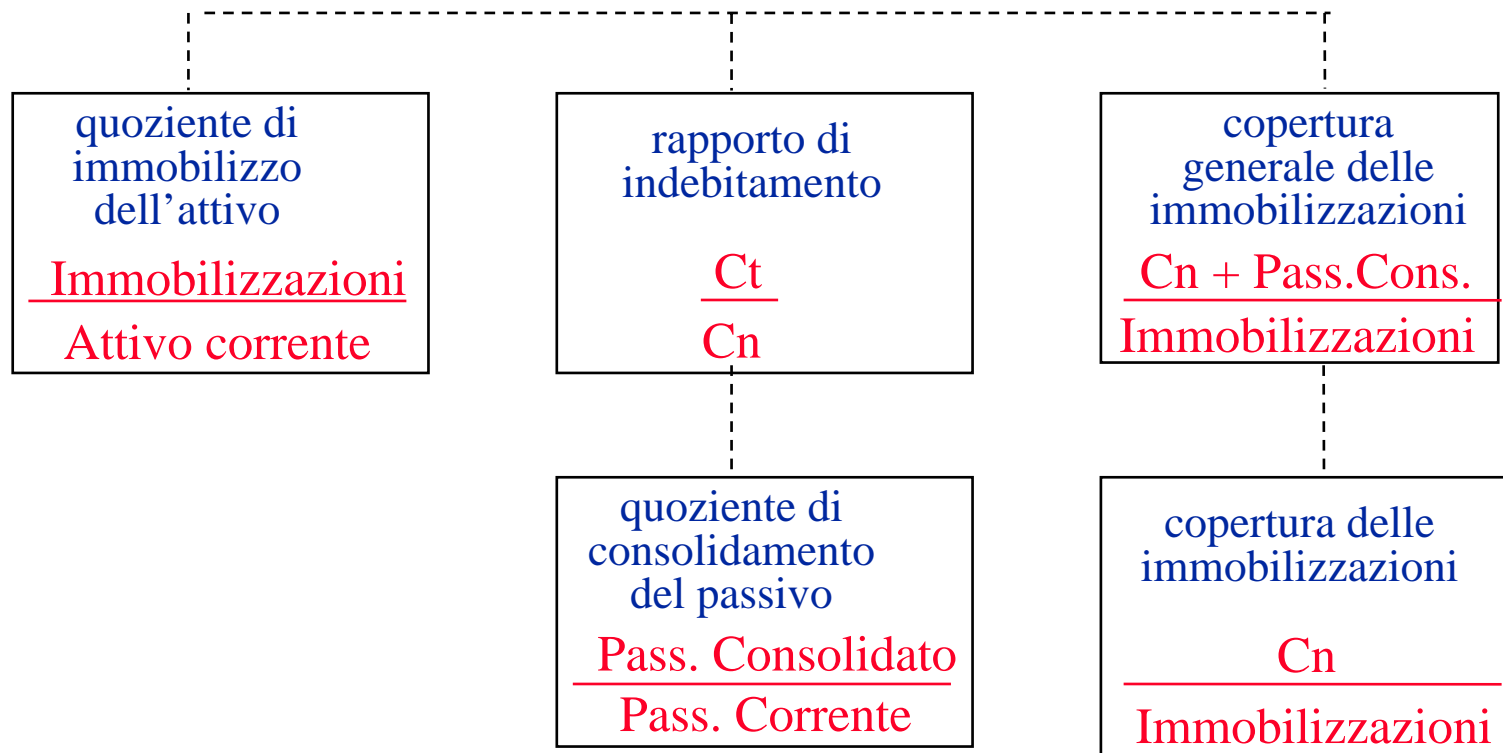 quoziente di
immobilizzo
dell’attivo
Immobilizzazioni
Attivo corrente
rapporto di
indebitamento
Ct
Cn
copertura
generale delle
immobilizzazioni
Cn + Pass.Cons.
Immobilizzazioni
quoziente di
consolidamento
del passivo
Pass. Consolidato
Pass. Corrente
copertura delle
immobilizzazioni
Cn
Immobilizzazioni